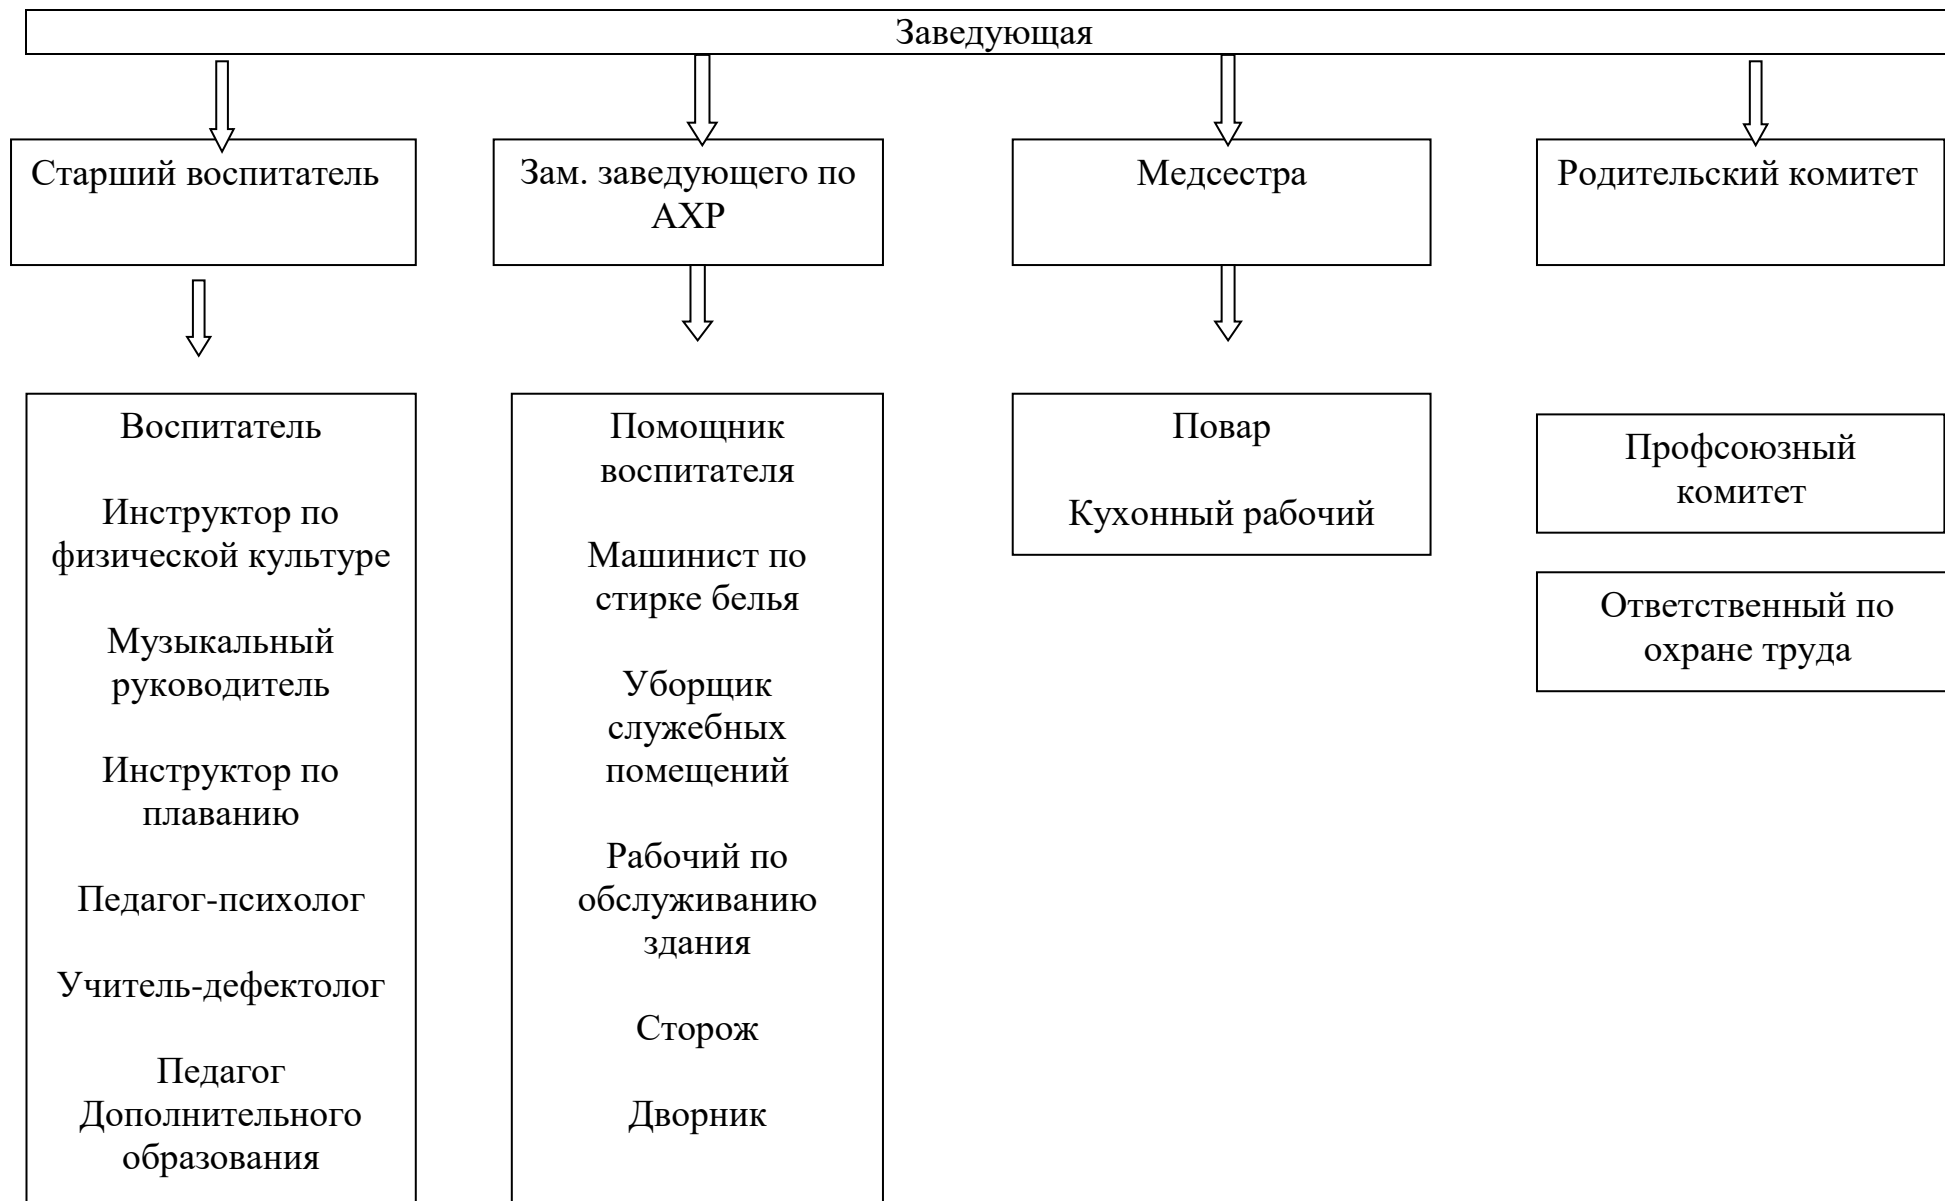 Заведующая
Старший воспитатель
Зам. заведующего по
АХР
Медсестра
Родительский комитет
Воспитатель
Инструктор по
физической культуре
Музыкальный
руководитель
Инструктор по
плаванию
Педагог-психолог
Учитель-дефектолог
Педагог
Дополнительного
образования
Помощник
воспитателя
Машинист по
стирке белья
Уборщик
служебных
помещений
Рабочий по
обслуживанию
здания
Сторож
Дворник
Повар
Кухонный рабочий
Профсоюзный
комитет
Ответственный по
охране труда